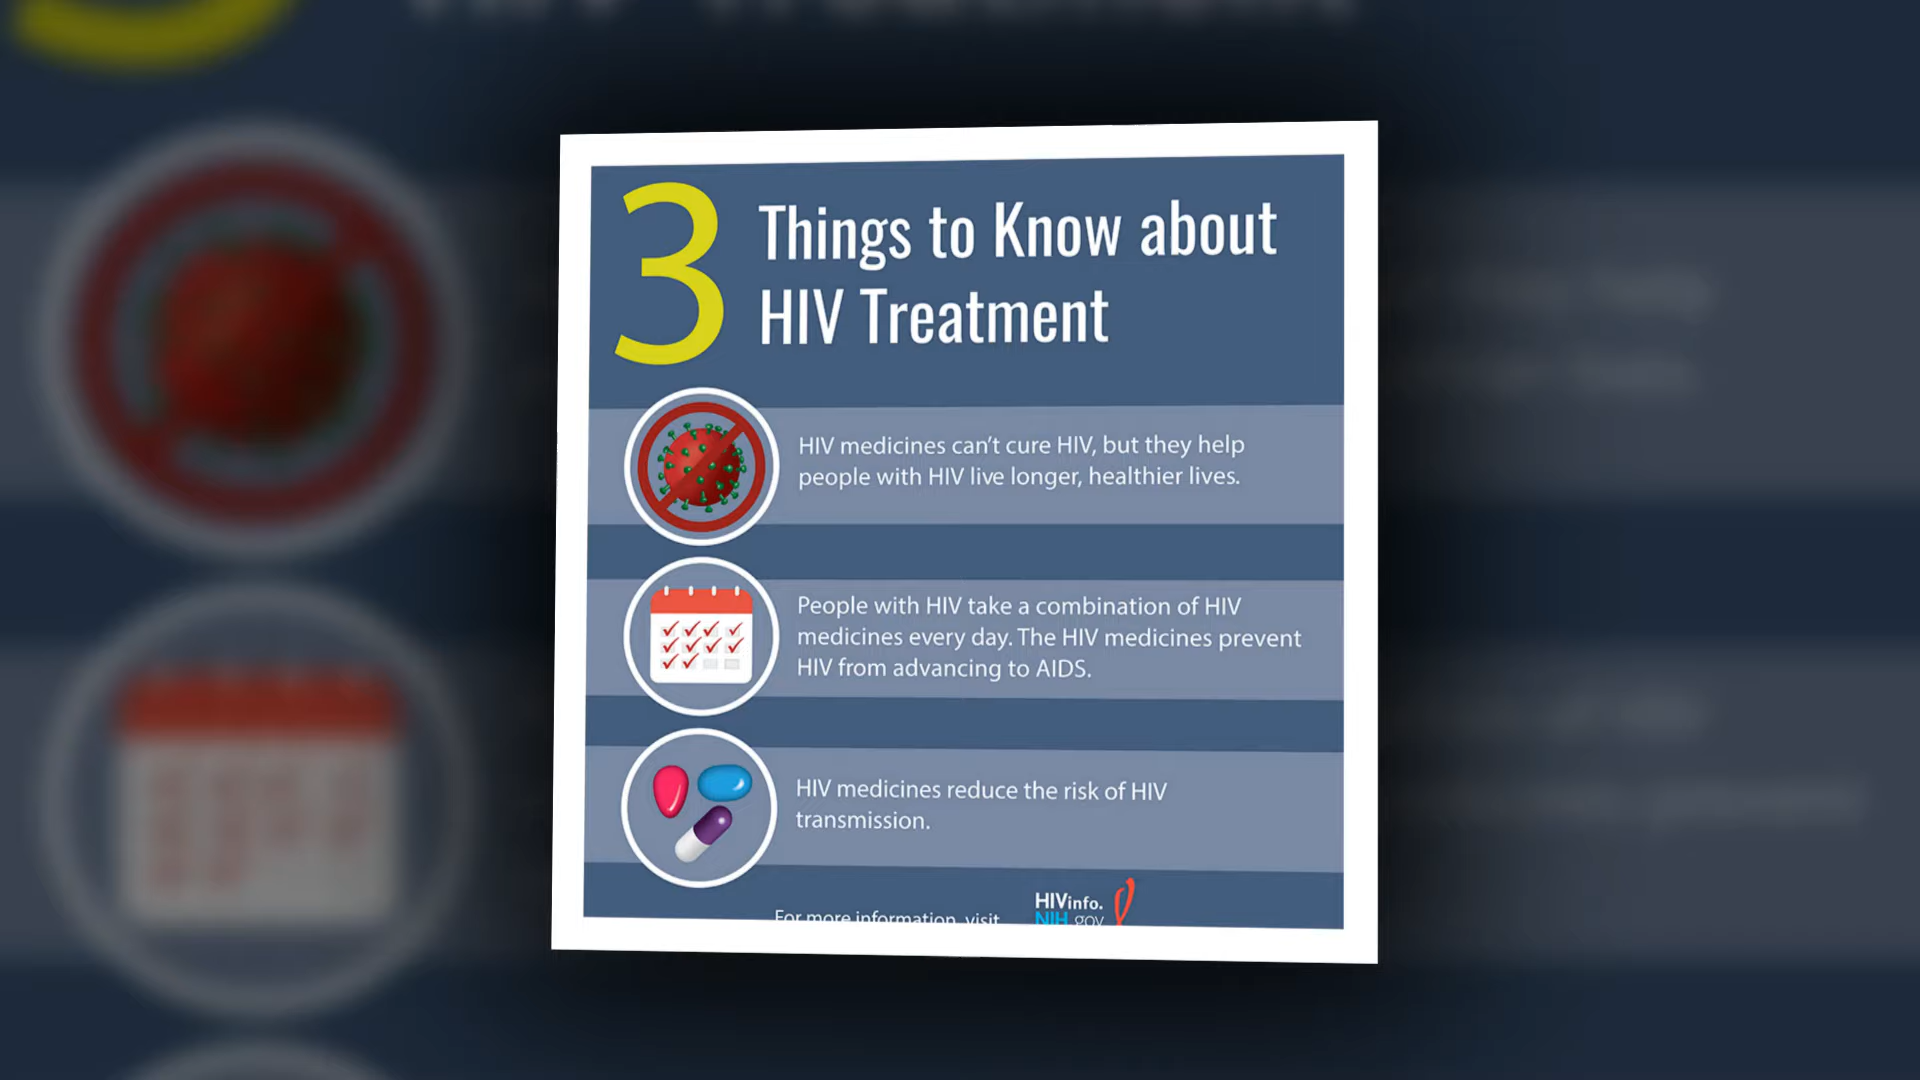 3 Things to Know about
HIV Treatment
HIV medicines can't cure HIV, but they help
people with HIV live longer, healthier lives.
People with HIV take a combination of HIV
medicines every day. The HIV medicines prevent
HIV from advancing to AIDS.
HIV medicines reduce the risk of HIV
transmission.
For more information, visit
HIVinfo.
NIH.gov